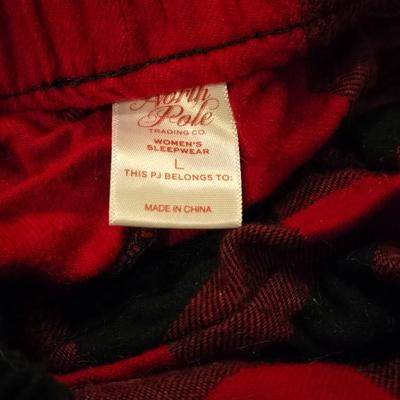 North
Pole
TRADING CO.
WOMEN'S
SLEEPWEAR
L
THIS PJ BELONGS TO:
MADE IN CHINA